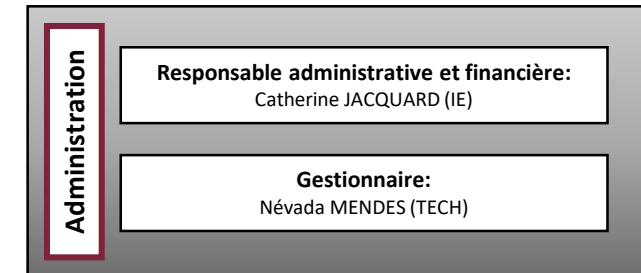 Administration
Responsable administrative et financière:
Catherine JACQUARD (IE)
Gestionnaire:
Névada MENDES (TECH)